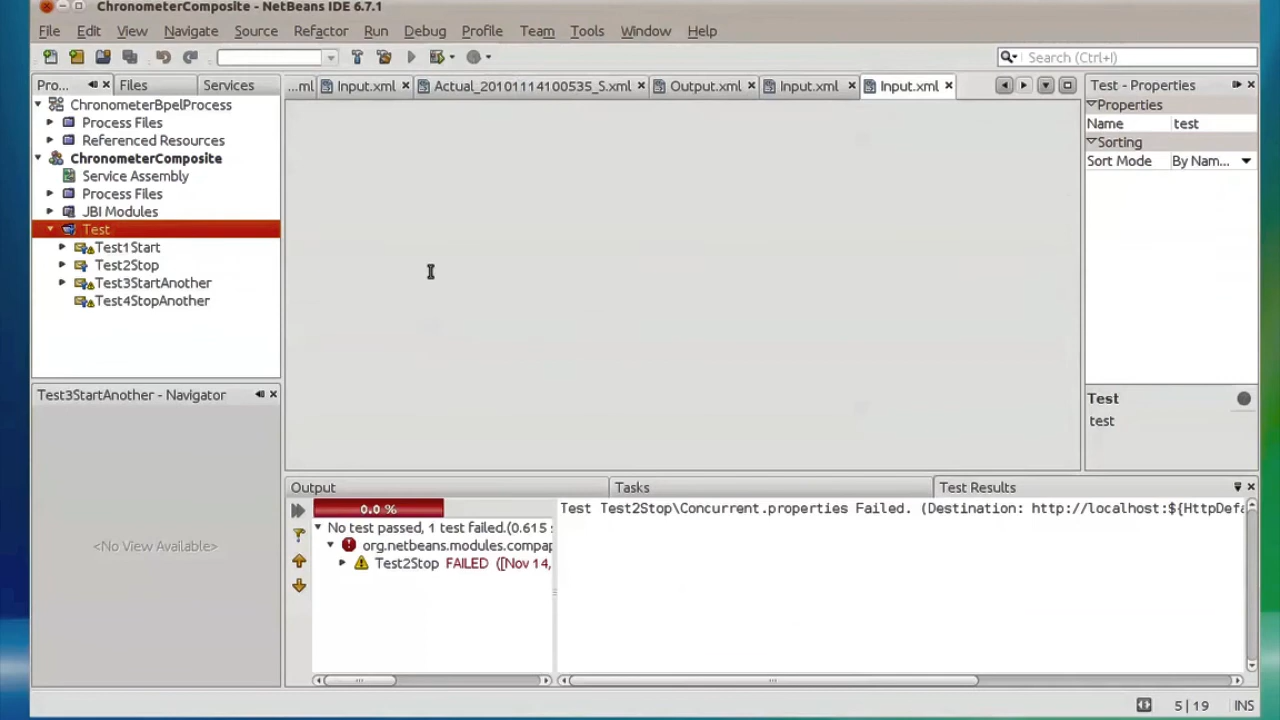 ChronometerComposite - NetBeans IDE 6.7.1
File Edit View Navigate Source Refactor Run Debug Profile Team Tools Window Help
Search (Ctrl+I)
Pro... Files Services
...ml Input.xml Actual_20101114100535_S.xml Output.xml Input.xml Input.xml
Test - Properties
ChronometerBpelProcess
Process Files
Referenced Resources
ChronometerComposite
Service Assembly
Process Files
JBI Modules
Test
Test1Start
Test2Stop
Test3StartAnother
Test4StopAnother
Properties
Name test
Sorting
Sort Mode By Nam...
Test
test
Test3StartAnother - Navigator
<No View Available>
Output Tasks Test Results
0.0 %
No test passed, 1 test failed.(0.615 s
org.netbeans.modules.compap
Test2Stop FAILED ([Nov 14,
Test Test2Stop\Concurrent.properties Failed. (Destination: http://localhost:${HttpDefa
5|19 INS